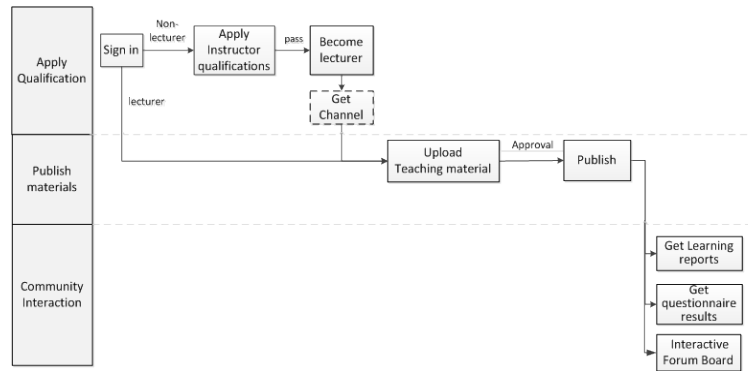 Apply
Qualification
Non-
lecturer
Sign in
Apply
Instructor
qualifications
pass
Become
lecturer
lecturer
Get
Channel
Publish
materials
Upload
Teaching material
Approval
Publish
Community
Interaction
Get Learning
reports
Get
questionnaire
results
Interactive
Forum Board